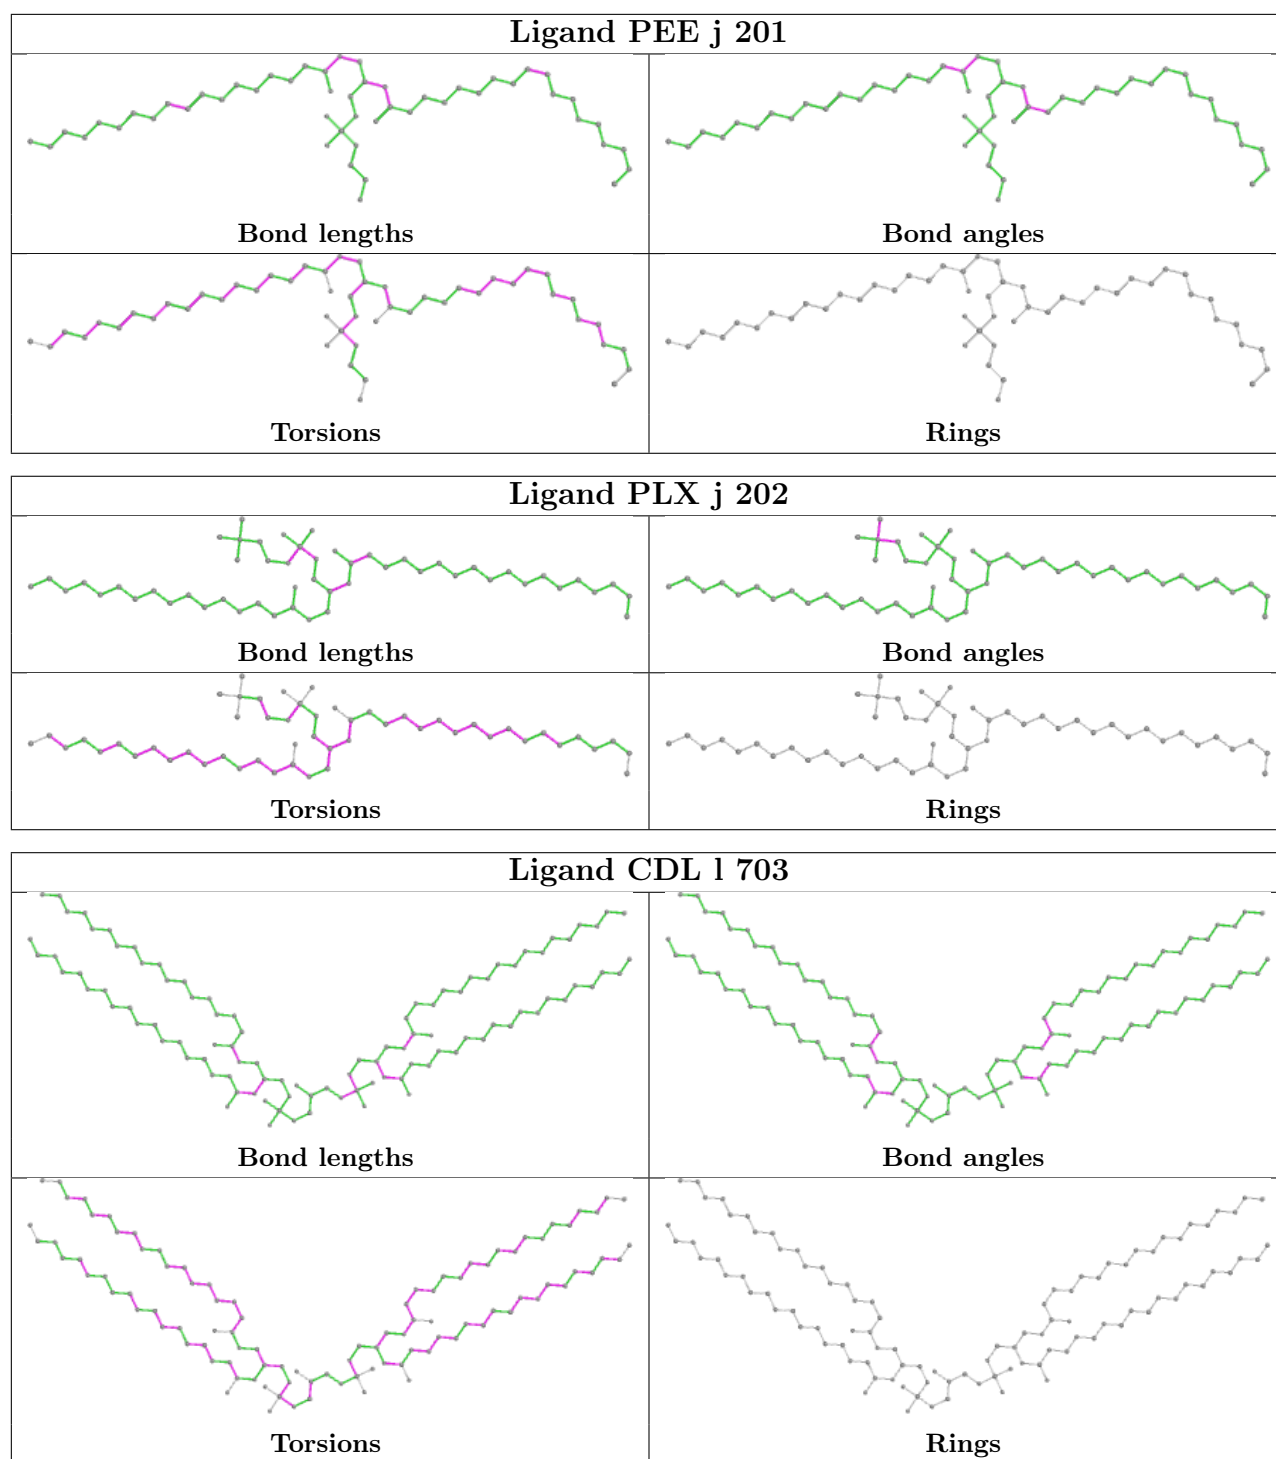 Ligand PEE j 201
Bond lengths
Bond angles
Torsions
Rings
Ligand PLX j 202
Bond lengths
Bond angles
Torsions
Rings
Ligand CDL l 703
Bond lengths
Bond angles
Torsions
Rings